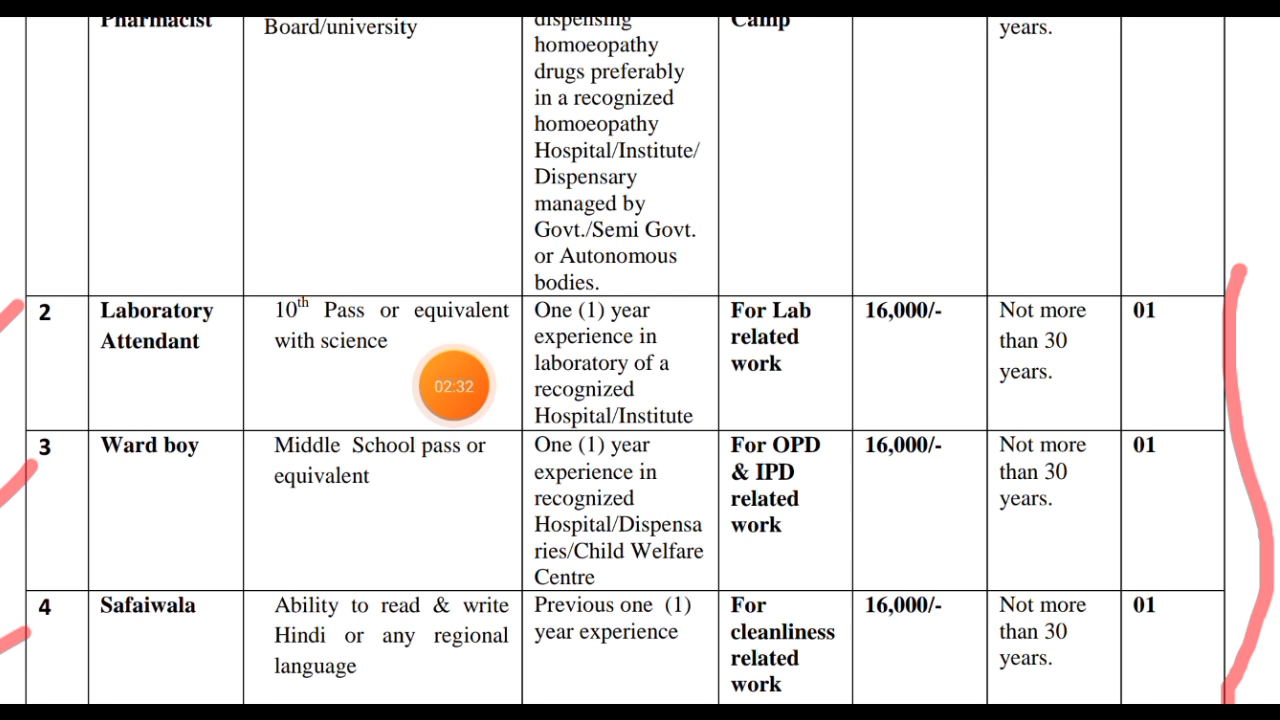 Pharmacist
Board/university
dispensing
homoeopathy
drugs preferably
in a recognized
homoeopathy
Hospital/Institute/
Dispensary
managed by
Govt./Semi Govt.
or Autonomous
bodies.
Camp
years.
2
Laboratory
Attendant
10th Pass or equivalent
with science
One (1) year
experience in
laboratory of a
recognized
Hospital/Institute
For Lab
related
work
16,000/-
Not more
than 30
years.
01
02:32
3
Ward boy
Middle School pass or
equivalent
One (1) year
experience in
recognized
Hospital/Dispensa
ries/Child Welfare
Centre
For OPD
& IPD
related
work
16,000/-
Not more
than 30
years.
01
4
Safaiwala
Ability to read & write
Hindi or any regional
language
Previous one (1)
year experience
For
cleanliness
related
work
16,000/-
Not more
than 30
years.
01